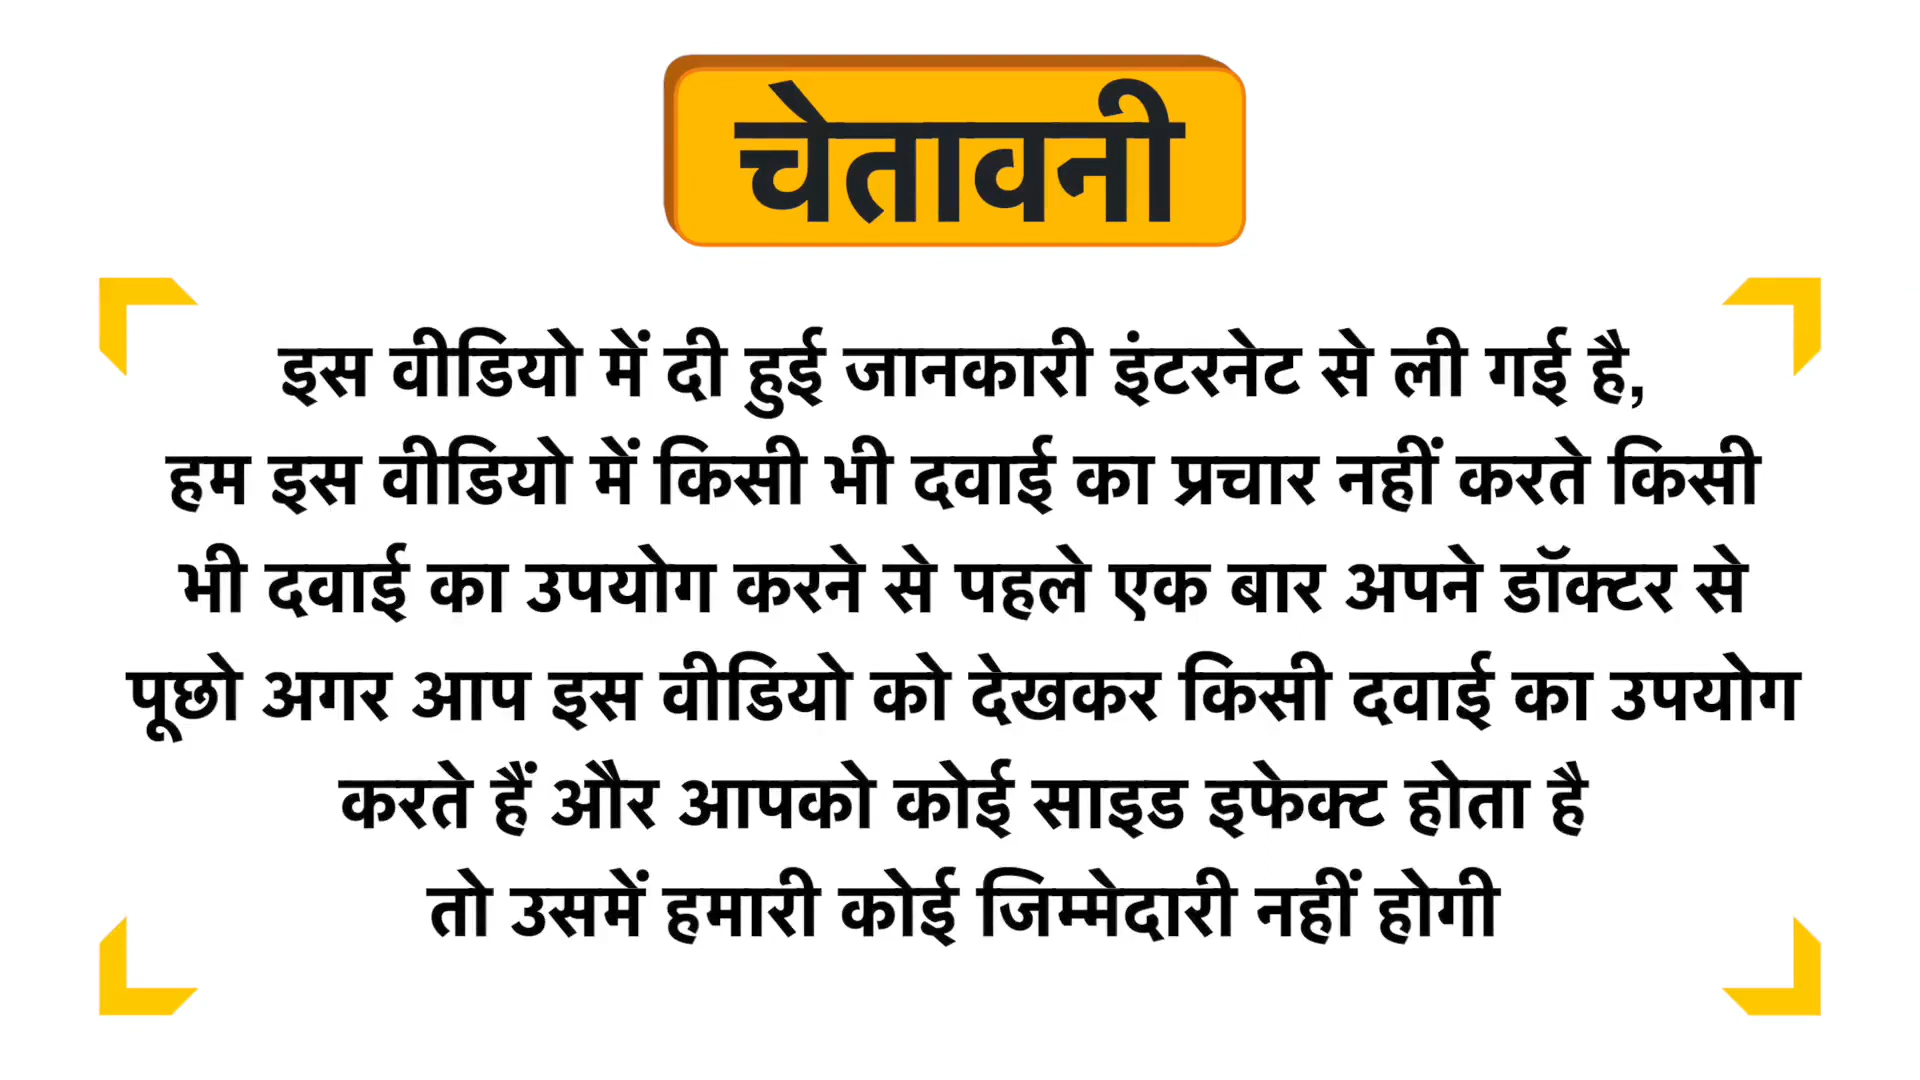 चेतावनी
इस वीडियो में दी हुई जानकारी इंटरनेट से ली गई है,
हम इस वीडियो में किसी भी दवाई का प्रचार नहीं करते किसी
भी दवाई का उपयोग करने से पहले एक बार अपने डॉक्टर से
पूछो अगर आप इस वीडियो को देखकर किसी दवाई का उपयोग
करते हैं और आपको कोई साइड इफेक्ट होता है
तो उसमें हमारी कोई जिम्मेदारी नहीं होगी